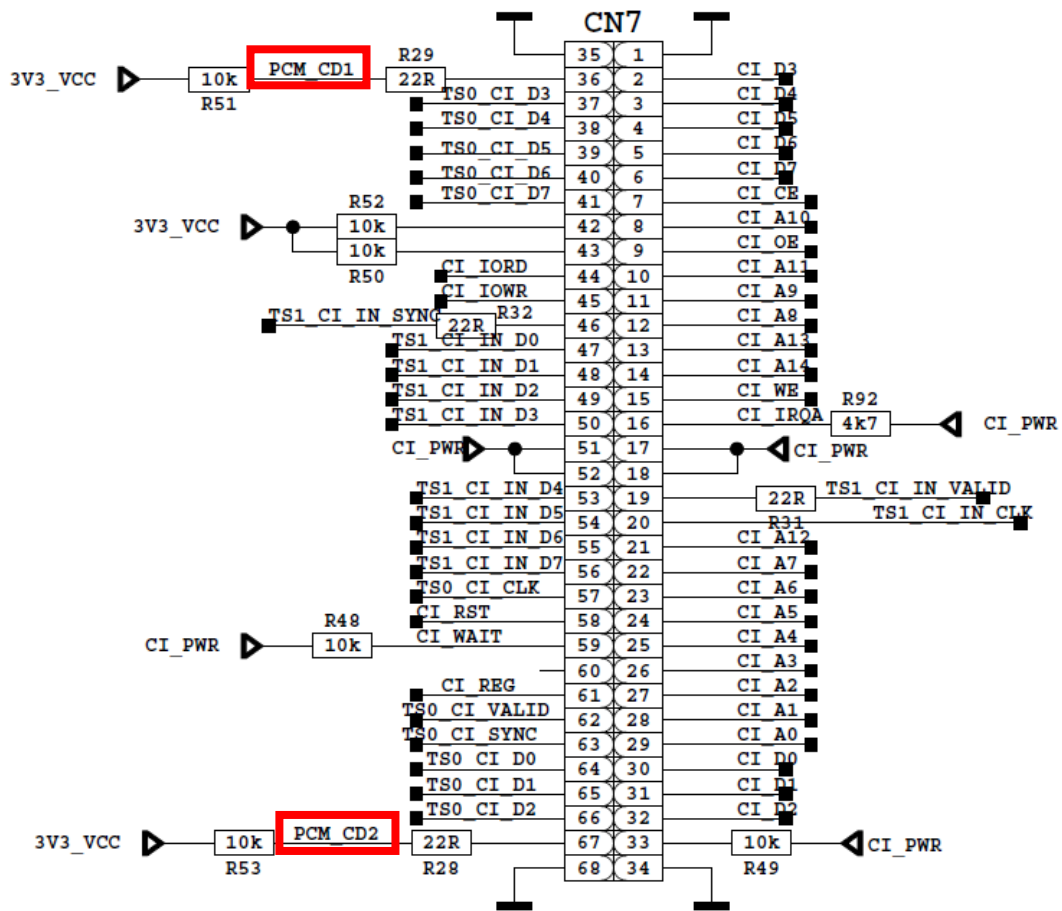 CN7
35 1
3V3_VCC 10k PCM_CD1 R29 22R 36 2 CI_D3
R51 TS0_CI_D3 37 3 CI_D4
TS0_CI_D4 38 4 CI_D5
TS0_CI_D5 39 5 CI_D6
TS0_CI_D6 40 6 CI_D7
TS0_CI_D7 41 7 CI_CE
3V3_VCC R52 10k 42 8 CI_A10
10k 43 9 CI_OE
R50 CI_IORD 44 10 CI_A11
CI_IOWR 45 11 CI_A9
TS1_CI_IN_SYNC 22R R32 46 12 CI_A8
TS1_CI_IN_D0 47 13 CI_A13
TS1_CI_IN_D1 48 14 CI_A14
TS1_CI_IN_D2 49 15 CI_WE
TS1_CI_IN_D3 50 16 CI_IRQA R92 4k7 CI_PWR
CI_PWR 51 17 CI_PWR
52 18
TS1_CI_IN_D4 53 19 22R TS1_CI_IN_VALID
TS1_CI_IN_D5 54 20 R31 TS1_CI_IN_CLK
TS1_CI_IN_D6 55 21 CI_A12
TS1_CI_IN_D7 56 22 CI_A7
TS0_CI_CLK 57 23 CI_A6
CI_RST 58 24 CI_A5
CI_PWR R48 10k CI_WAIT 59 25 CI_A4
60 26 CI_A3
CI_REG 61 27 CI_A2
TS0_CI_VALID 62 28 CI_A1
TS0_CI_SYNC 63 29 CI_A0
TS0_CI_D0 64 30 CI_D0
TS0_CI_D1 65 31 CI_D1
TS0_CI_D2 66 32 CI_D2
3V3_VCC 10k PCM_CD2 22R 67 33 10k CI_PWR
R53 R28 68 34 R49